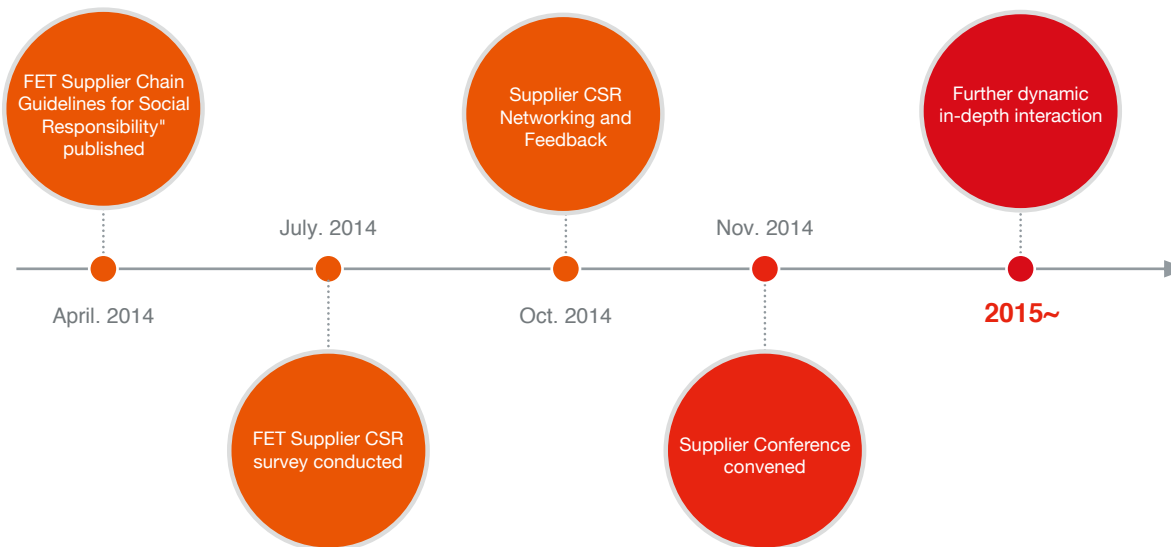 FET Supplier Chain
Guidelines for Social
Responsibility"
published
April. 2014
July. 2014
FET Supplier CSR
survey conducted
Supplier CSR
Networking and
Feedback
Oct. 2014
Nov. 2014
Supplier Conference
convened
Further dynamic
in-depth interaction
2015~